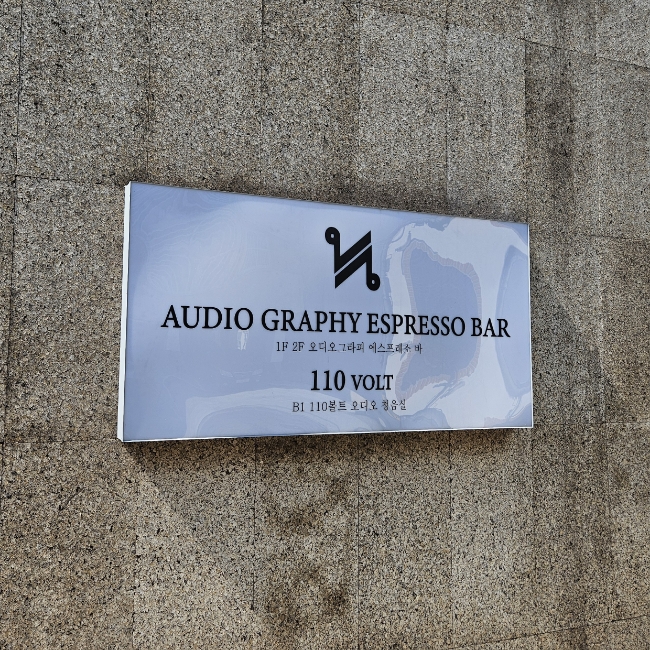 AUDIO GRAPHY ESPRESSO BAR
1F 2F 오디오그라피 에스프레소 바
110 VOLT
B1 110볼트 오디오 청음실